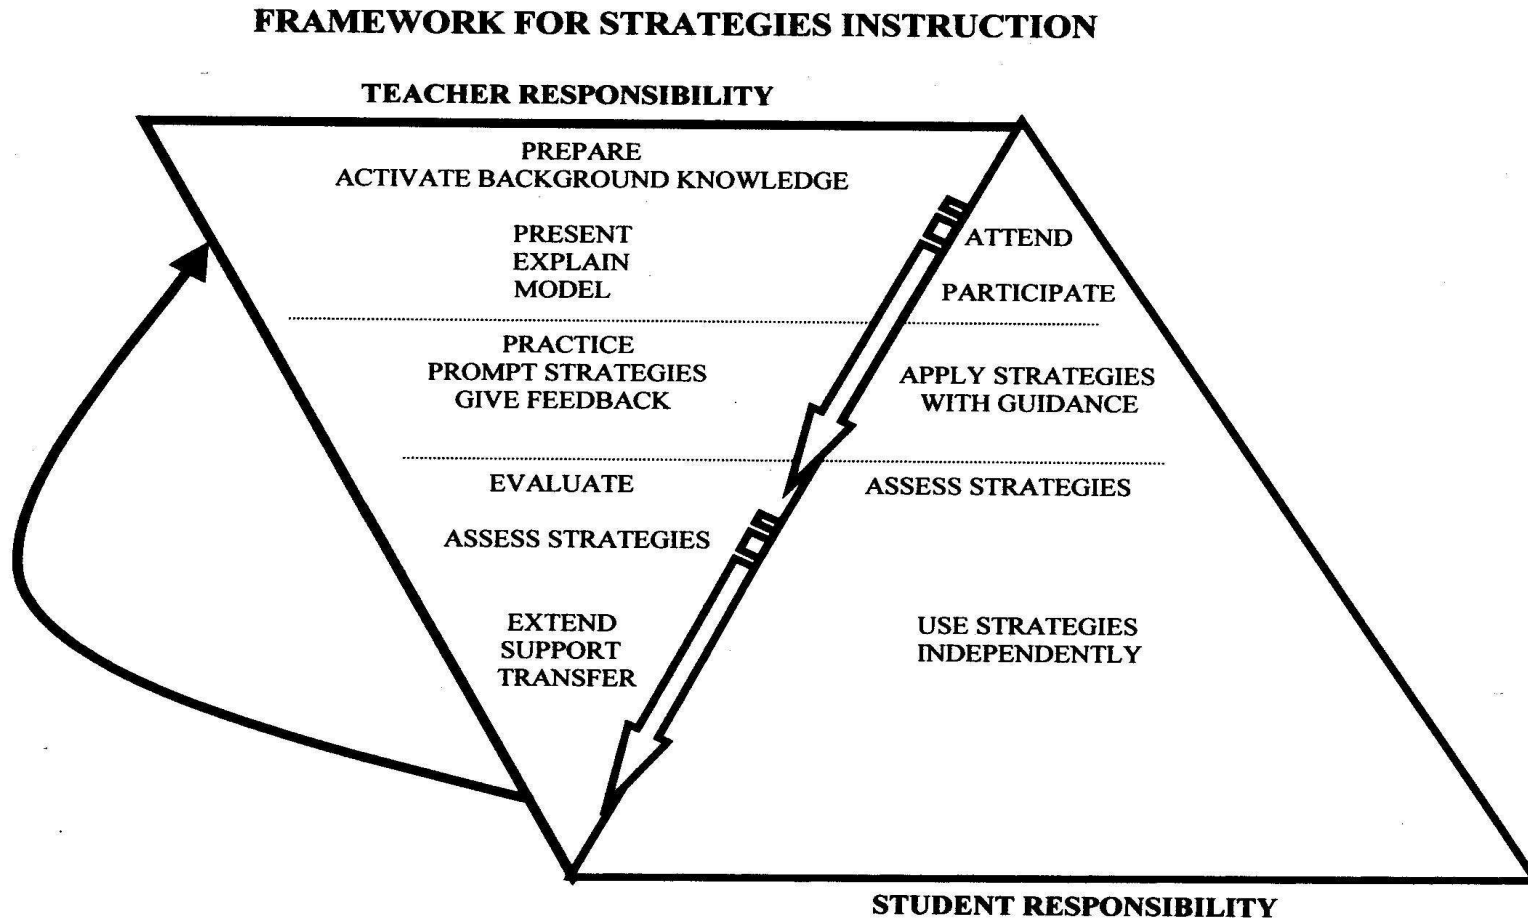 FRAMEWORK FOR STRATEGIES INSTRUCTION
TEACHER RESPONSIBILITY
PREPARE
ACTIVATE BACKGROUND KNOWLEDGE
PRESENT
EXPLAIN
MODEL
ATTEND
PARTICIPATE
PRACTICE
PROMPT STRATEGIES
GIVE FEEDBACK
APPLY STRATEGIES
WITH GUIDANCE
EVALUATE
ASSESS STRATEGIES
ASSESS STRATEGIES
EXTEND
SUPPORT
TRANSFER
USE STRATEGIES
INDEPENDENTLY
STUDENT RESPONSIBILITY